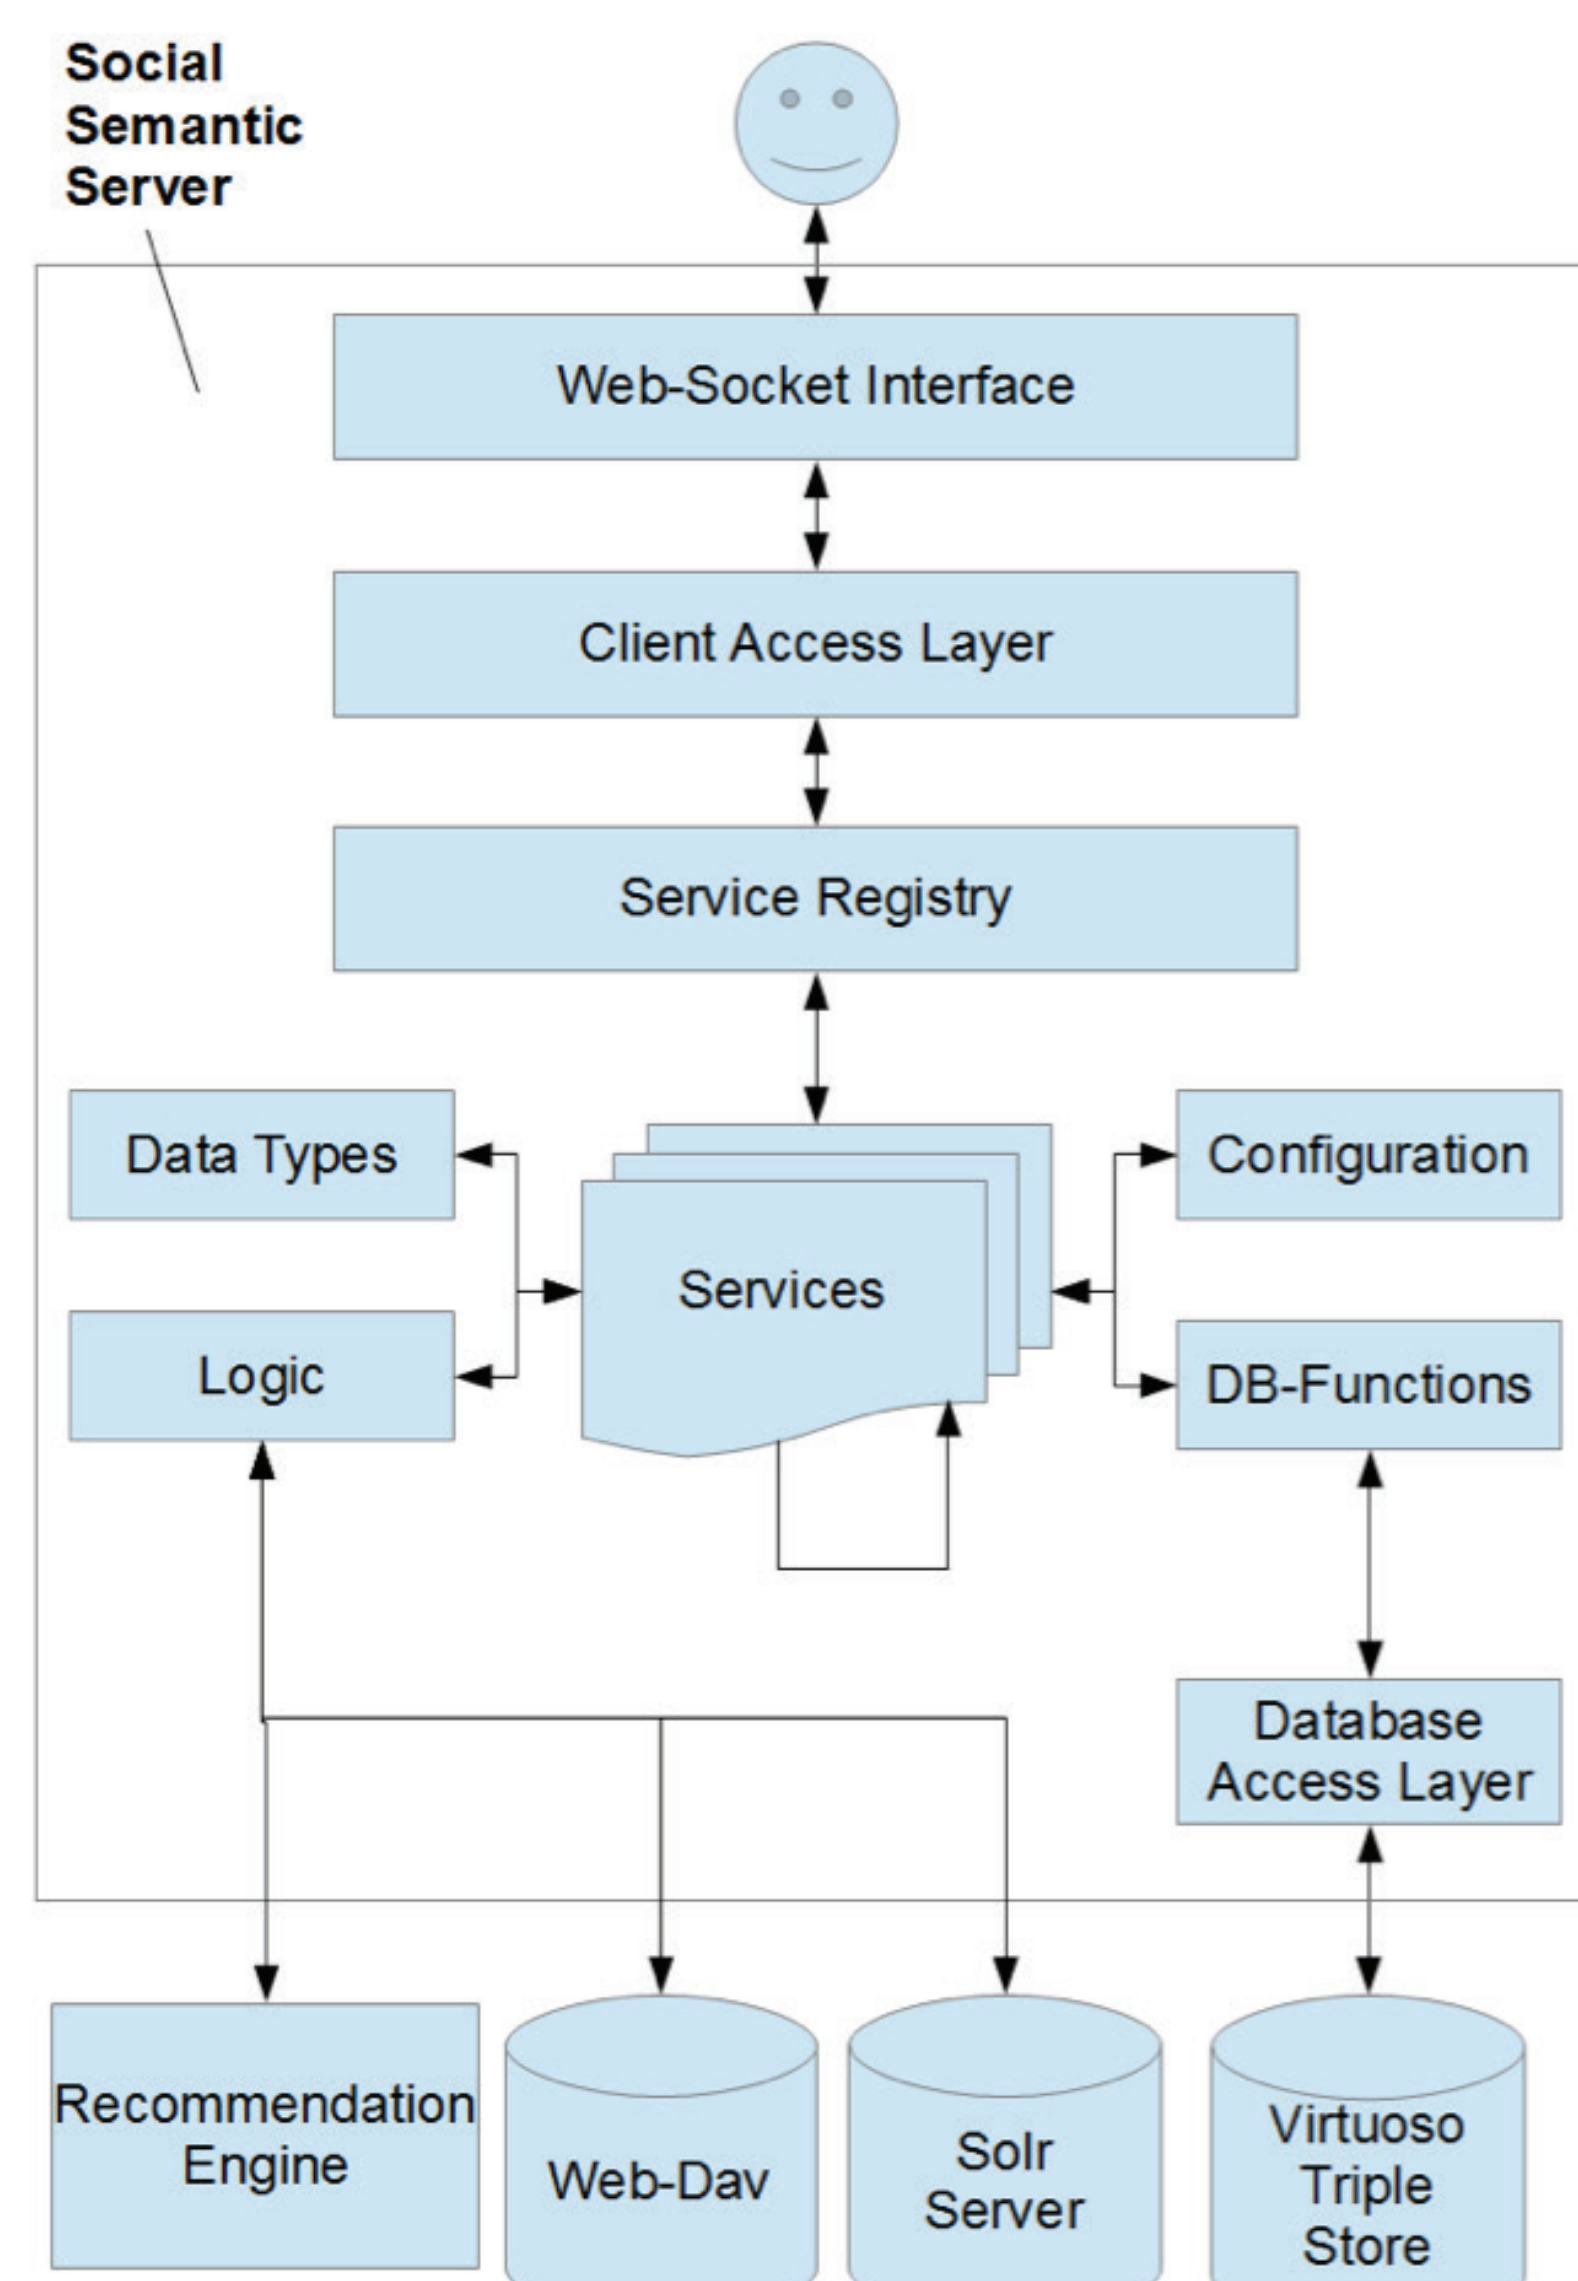 Social
Semantic
Server
Web-Socket Interface
Client Access Layer
Service Registry
Data Types
Configuration
Services
Logic
DB-Functions
Database
Access Layer
Recommendation
Engine
Web-Dav
Solr
Server
Virtuoso
Triple
Store